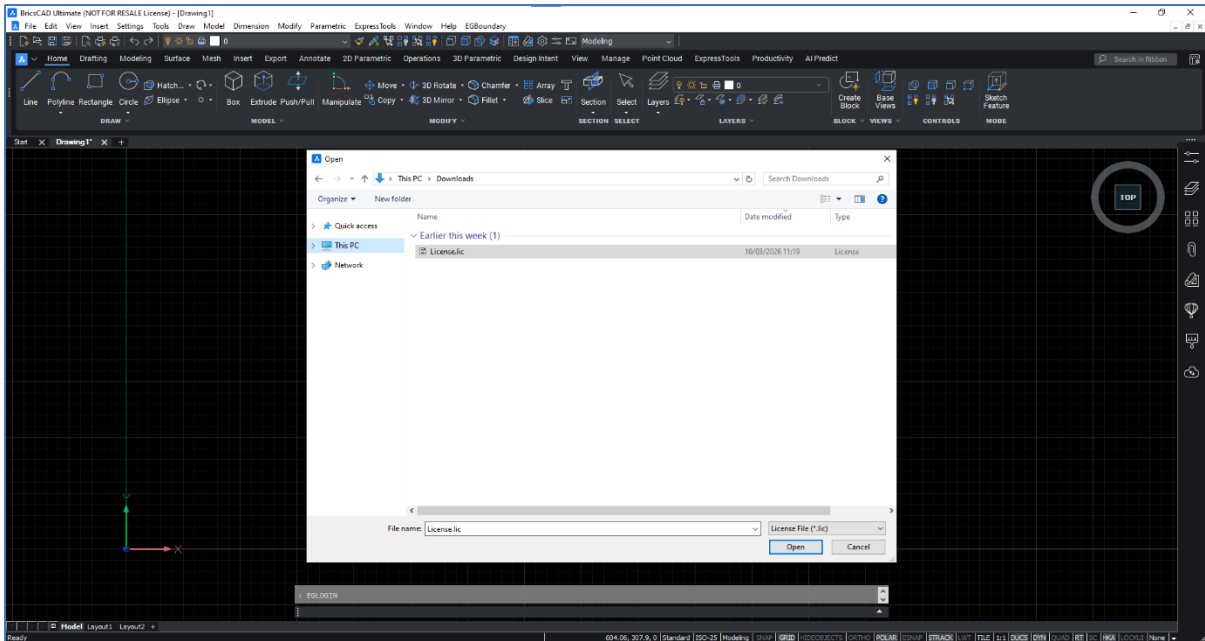 BricsCAD Ultimate (NOT FOR RESALE License) - [Drawing1]
File Edit View Insert Settings Tools Draw Model Dimension Modify Parametric ExpressTools Window Help EGBoundary
0 Modeling
Home Drafting Modeling Surface Mesh Insert Export Annotate 2D Parametric Operations 3D Parametric Design Intent View Manage Point Cloud ExpressTools Productivity AI Predict Search in Ribbon
Hatch... Move 3D Rotate Chamfer Array 0
Line Polyline Rectangle Circle Ellipse Box Extrude Push/Pull Manipulate Copy 3D Mirror Fillet Slice Section Select Layers Create Block Base Views Sketch Feature
DRAW MODEL MODIFY SECTION SELECT LAYERS BLOCK VIEWS CONTROLS MODE
Start Drawing1*
Open
This PC Downloads Search Downloads
Organize New folder
Name Date modified Type
Quick access
Earlier this week (1)
This PC
License.lic 10/03/2026 11:19 License
Network
TOP
Y
X
File name: License.lic License File (*.lic)
Open Cancel
: EGLOGIN
:
Model Layout1 Layout2 +
Ready 604.06, 307.9, 0 Standard ISO-25 Modeling SNAP GRID HIDEOBJECTS ORTHO POLAR ESNAP STRACK LWT TILE 1:1 DUCS DYN QUAD RT SC HKA LOCKUI None